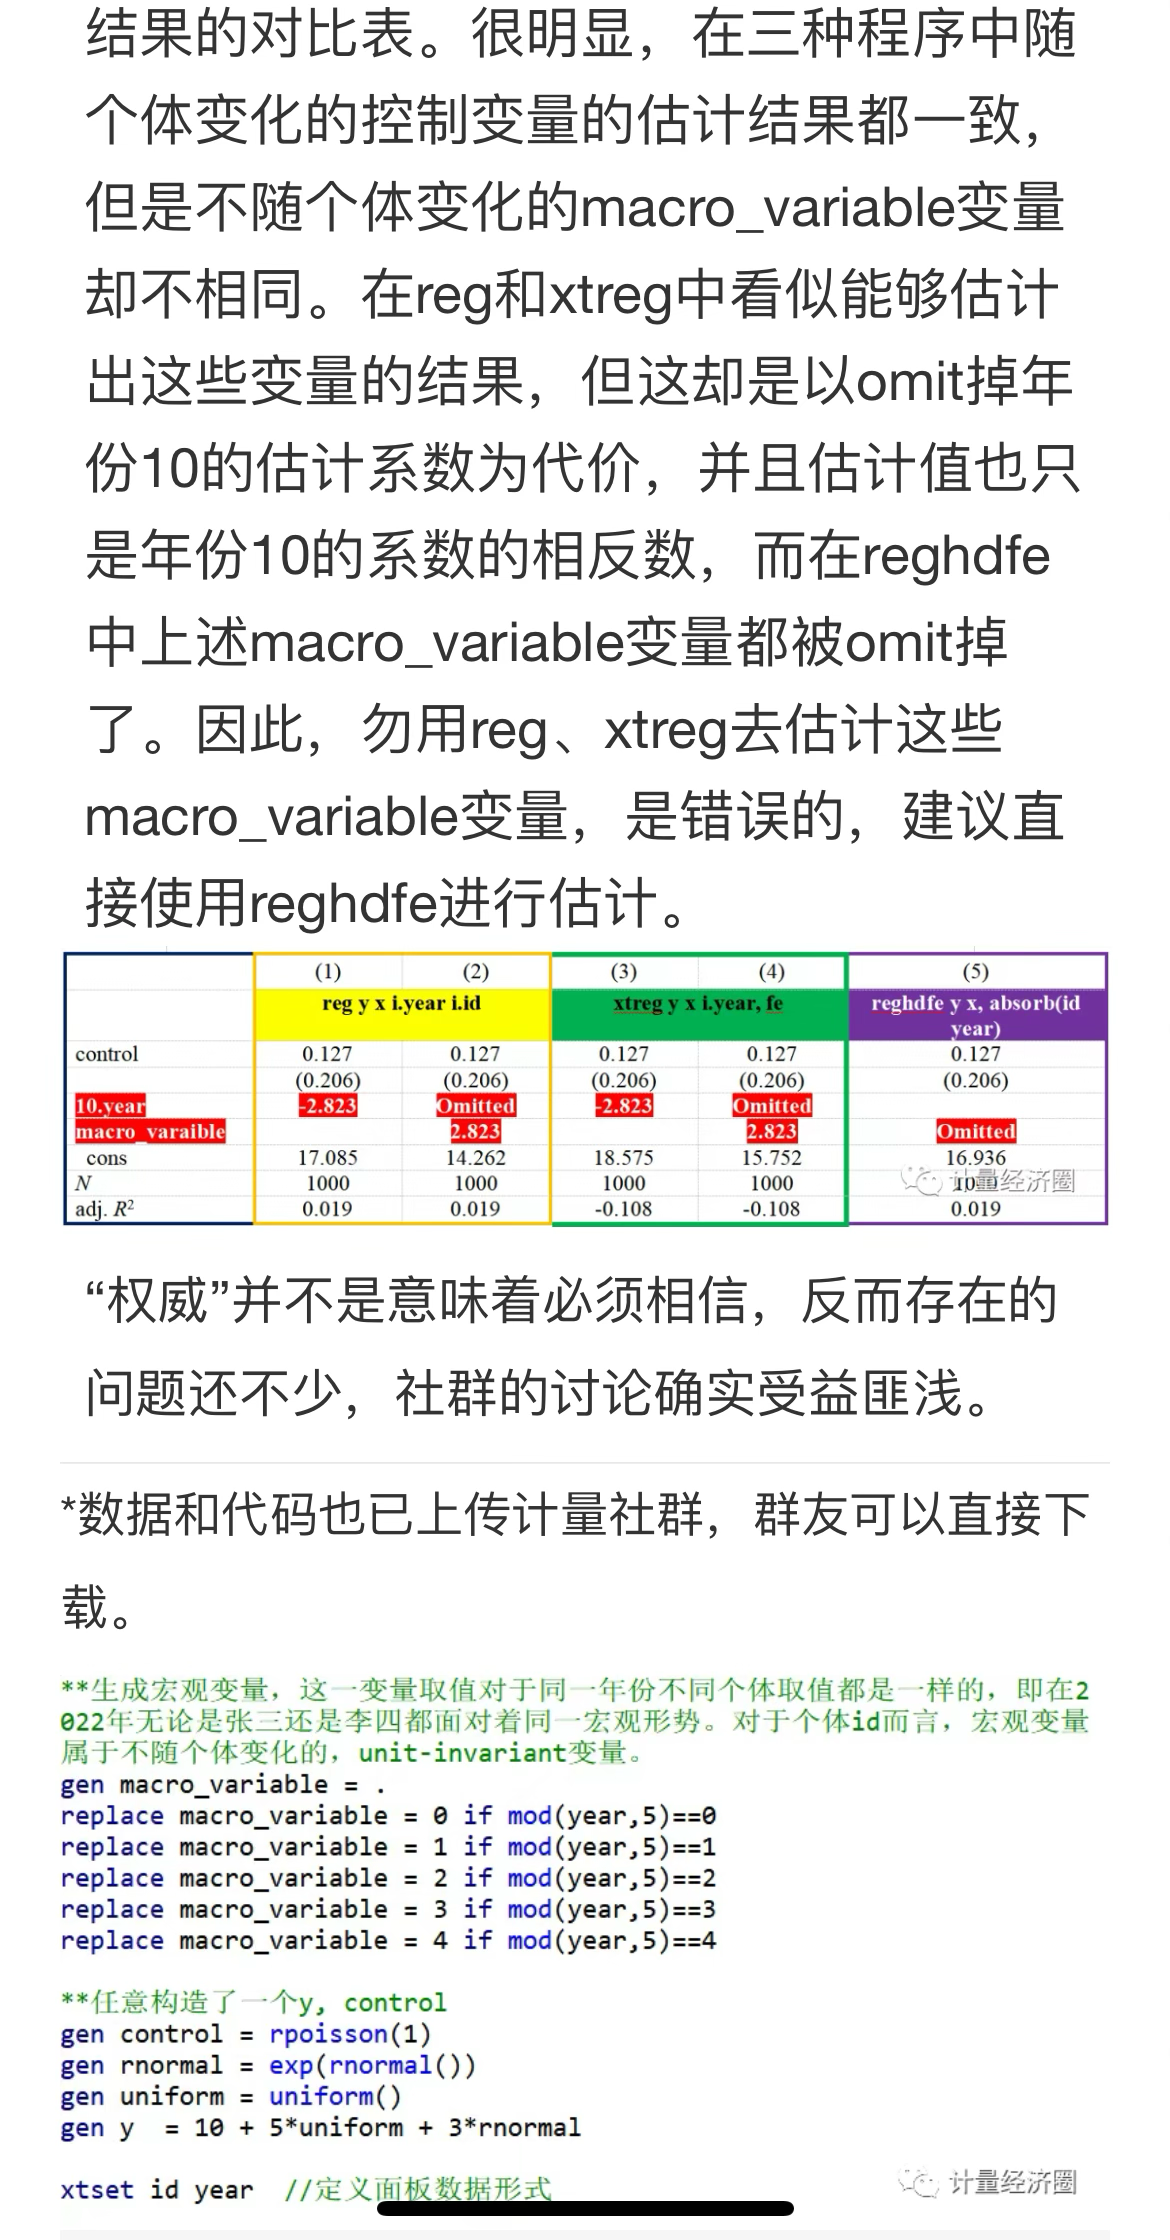 结果的对比表。很明显，在三种程序中随
个体变化的控制变量的估计结果都一致，
但是不随个体变化的macro_variable变量
却不相同。在reg和xtreg中看似能够估计
出这些变量的结果，但这却是以omit掉年
份10的估计系数为代价，并且估计值也只
是年份10的系数的相反数，而在reghdfe
中上述macro_variable变量都被omit掉
了。因此，勿用reg、xtreg去估计这些
macro_variable变量，是错误的，建议直
接使用reghdfe进行估计。
(1) (2) (3) (4) (5)
reg y x i.year i.id xtreg y x i.year, fe reghdfe y x, absorb(id
year)
control 0.127 0.127 0.127 0.127 0.127
(0.206) (0.206) (0.206) (0.206) (0.206)
10.year -2.823 Omitted -2.823 Omitted
macro_varaible 2.823 2.823 Omitted
cons 17.085 14.262 18.575 15.752 16.936
N 1000 1000 1000 1000 1000
adj. R² 0.019 0.019 -0.108 -0.108 0.019
计量经济圈
“权威”并不是意味着必须相信，反而存在的
问题还不少，社群的讨论确实受益匪浅。
*数据和代码也已上传计量社群，群友可以直接下
载。
**生成宏观变量，这一变量取值对于同一年份不同个体取值都是一样的，即在2
022年无论是张三还是李四都面对着同一宏观形势。对于个体id而言，宏观变量
属于不随个体变化的，unit-invariant变量。
gen macro_variable = .
replace macro_variable = 0 if mod(year,5)==0
replace macro_variable = 1 if mod(year,5)==1
replace macro_variable = 2 if mod(year,5)==2
replace macro_variable = 3 if mod(year,5)==3
replace macro_variable = 4 if mod(year,5)==4
**任意构造了一个y, control
gen control = rpoisson(1)
gen rnormal = exp(rnormal())
gen uniform = uniform()
gen y  = 10 + 5*uniform + 3*rnormal
xtset id year  //定义面板数据形式
计量经济圈